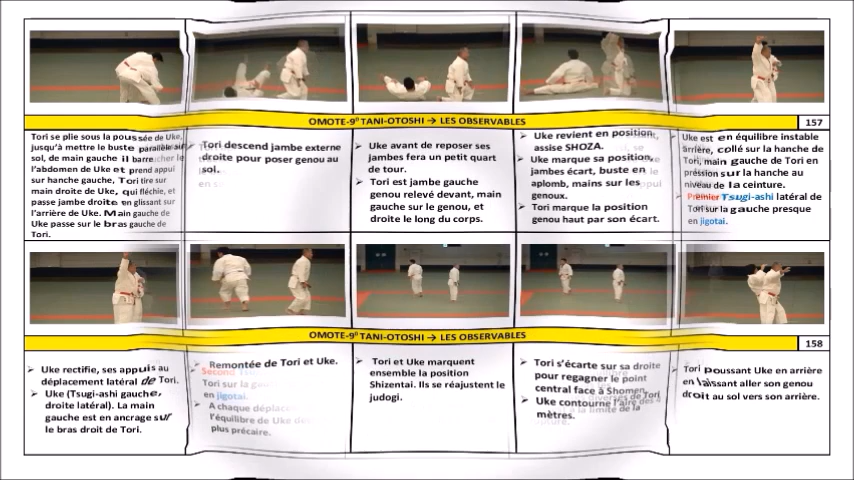 OMOTE-9⁰ TANI-OTOSHI → LES OBSERVABLES
157
Tori se plie sous la poussée de Uke,
jusqu'à mettre le buste parallèle au
sol, de main gauche il barre
l'abdomen de Uke et prend appui
sur hanche gauche, Tori tire sur
main droite de Uke, qui fléchie, et
passe jambe droite en glissant sur
l'arrière de Uke. Main gauche de
Uke passe sur le bras gauche de
Tori.
Tori descend jambe externe
droite pour poser genou au
sol.
➢ Uke avant de reposer ses
jambes fera un petit quart
de tour.
➢ Tori est jambe gauche
genou relevé devant, main
gauche sur le genou, et
droite le long du corps.
➢ Uke revient en position,
assise SHOZA.
➢ Uke marque sa position,
jambes écart, buste en
aplomb, mains sur les
genoux.
➢ Tori marque la position
genou haut par son écart.
Uke est en équilibre instable
arrière, collé sur la hanche de
Tori, main gauche de Tori en
préssion sur la hanche au
niveau de la ceinture.
Premier Tsugi-ashi latéral de
Tori sur la gauche presque
en jigotai.
OMOTE-9⁰ TANI-OTOSHI → LES OBSERVABLES
158
➢ Uke rectifie, ses appuis au
déplacement latéral de Tori.
➢ Uke (Tsugi-ashi gauche,
droite latéral). La main
gauche est en ancrage sur
le bras droit de Tori.
➢ Remontée de Tori et Uke.
Second
Tori sur la
en jigotai.
➢ A chaque
l'équilibre de Uke
plus précaire.
➢ Tori et Uke marquent
ensemble la position
Shizentai. Ils se réajustent le
judogi.
➢ Tori s'écarte sur sa droite
pour regagner le point
central face à Shomen.
➢ Uke contourne l'aire
à la limite de la
mètres.
➢ Tori poussant Uke en arrière
en laissant aller son genou
droit au sol vers son arrière.